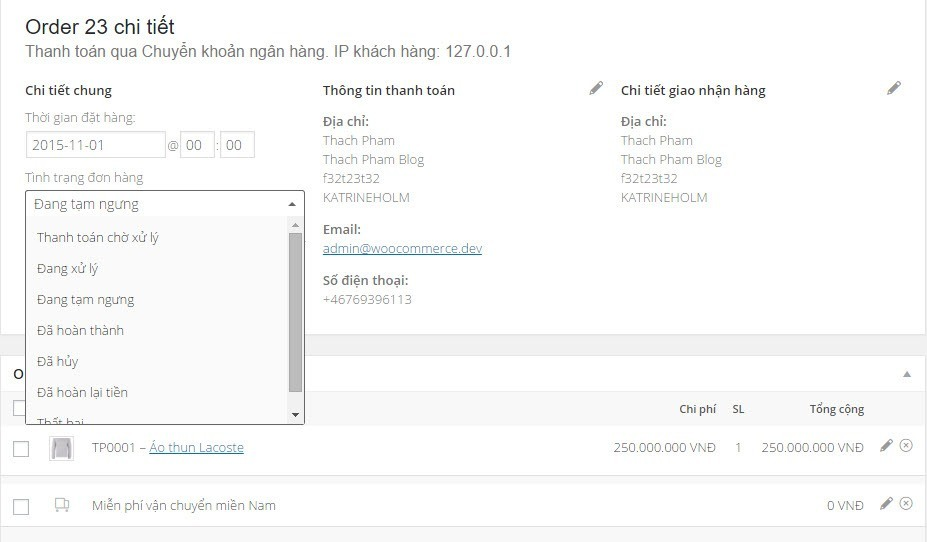 Order 23 chi tiết
Thanh toán qua Chuyển khoản ngân hàng. IP khách hàng: 127.0.0.1
Chi tiết chung
Thời gian đặt hàng:
2015-11-01 @ 00 : 00
Tình trạng đơn hàng
Đang tạm ngưng
Thanh toán chờ xử lý
Đang xử lý
Đang tạm ngưng
Đã hoàn thành
Đã hủy
Đã hoàn lại tiền
Thất bại
Thông tin thanh toán
Địa chỉ:
Thach Pham
Thach Pham Blog
f32t23t32
KATRINEHOLM
Email:
admin@woocommerce.dev
Số điện thoại:
+46769396113
Chi tiết giao nhận hàng
Địa chỉ:
Thach Pham
Thach Pham Blog
f32t23t32
KATRINEHOLM
Chi phí SL Tổng cộng
TP0001 – Áo thun Lacoste 250.000.000 VNĐ 1 250.000.000 VNĐ
Miễn phí vận chuyển miền Nam 0 VNĐ